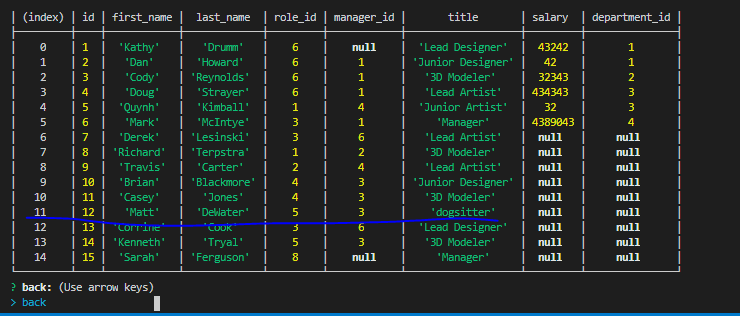 (index) | id | first_name | last_name | role_id | manager_id | title | salary | department_id
0 | 1 | 'Kathy' | 'Drumm' | 6 | null | 'Lead Designer' | 43242 | 1
1 | 2 | 'Dan' | 'Howard' | 6 | 1 | 'Junior Designer' | 42 | 1
2 | 3 | 'Cody' | 'Reynolds' | 6 | 1 | '3D Modeler' | 32343 | 2
3 | 4 | 'Doug' | 'Strayer' | 6 | 1 | 'Lead Artist' | 434343 | 3
4 | 5 | 'Quynh' | 'Kimball' | 1 | 4 | 'Junior Artist' | 32 | 3
5 | 6 | 'Mark' | 'McIntye' | 3 | 1 | 'Manager' | 4389043 | 4
6 | 7 | 'Derek' | 'Lesinski' | 3 | 6 | 'Lead Artist' | null | null
7 | 8 | 'Richard' | 'Terpstra' | 1 | 2 | '3D Modeler' | null | null
8 | 9 | 'Travis' | 'Carter' | 2 | 4 | 'Lead Artist' | null | null
9 | 10 | 'Brian' | 'Blackmore' | 4 | 3 | 'Junior Designer' | null | null
10 | 11 | 'Casey' | 'Jones' | 4 | 3 | '3D Modeler' | null | null
11 | 12 | 'Matt' | 'DeWater' | 5 | 3 | 'dogsitter' | null | null
12 | 13 | 'Corrine' | 'Cook' | 3 | 6 | 'Lead Designer' | null | null
13 | 14 | 'Kenneth' | 'Tryal' | 5 | 3 | '3D Modeler' | null | null
14 | 15 | 'Sarah' | 'Ferguson' | 8 | null | 'Manager' | null | null
? back: (Use arrow keys)
> back